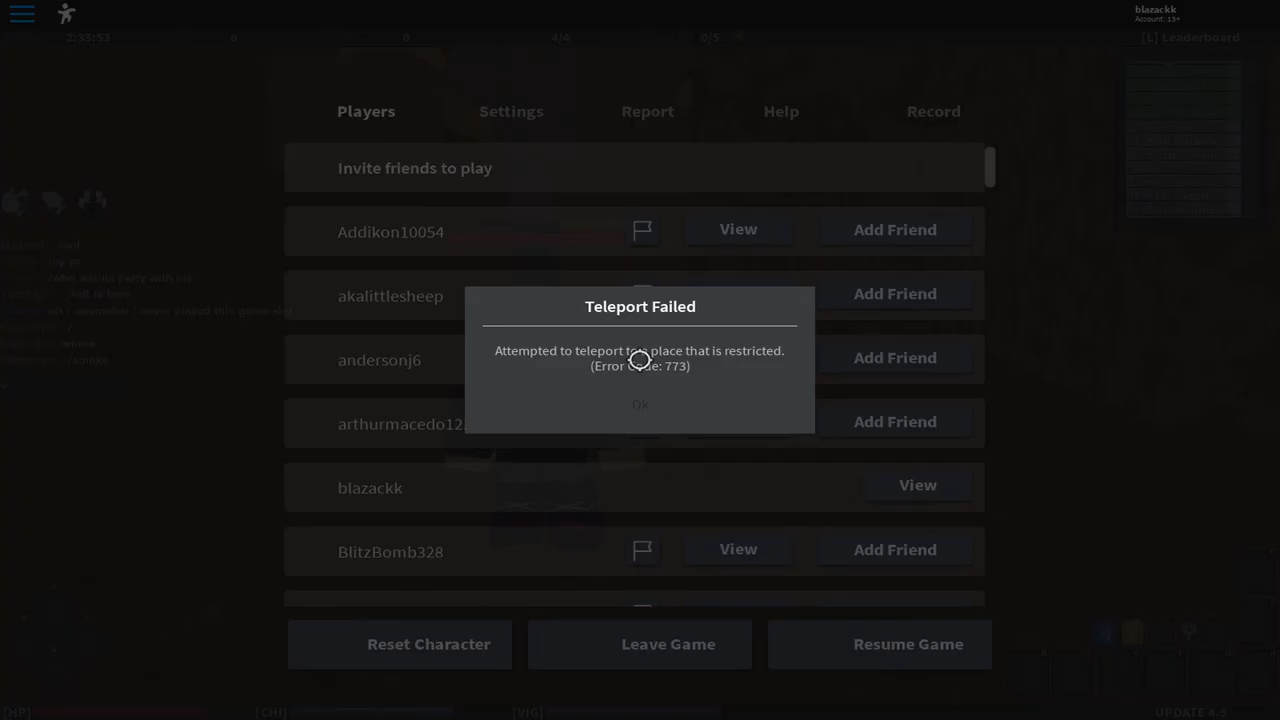 blazackk
Account: 13+
2:33:53
6
0
4/4
0/5
[L] Leaderboard
Players
Settings
Report
Help
Record
Invite friends to play
Addikon10054
View
Add Friend
akalittlesheep
Add Friend
andersonj6
Add Friend
arthurmacedo12
Add Friend
blazackk
View
BlitzBomb328
View
Add Friend
Teleport Failed
Attempted to teleport to a place that is restricted.
(Error Code: 773)
Ok
Reset Character
Leave Game
Resume Game
[HP]
[CHI]
[VIG]
UPDATE 4.5